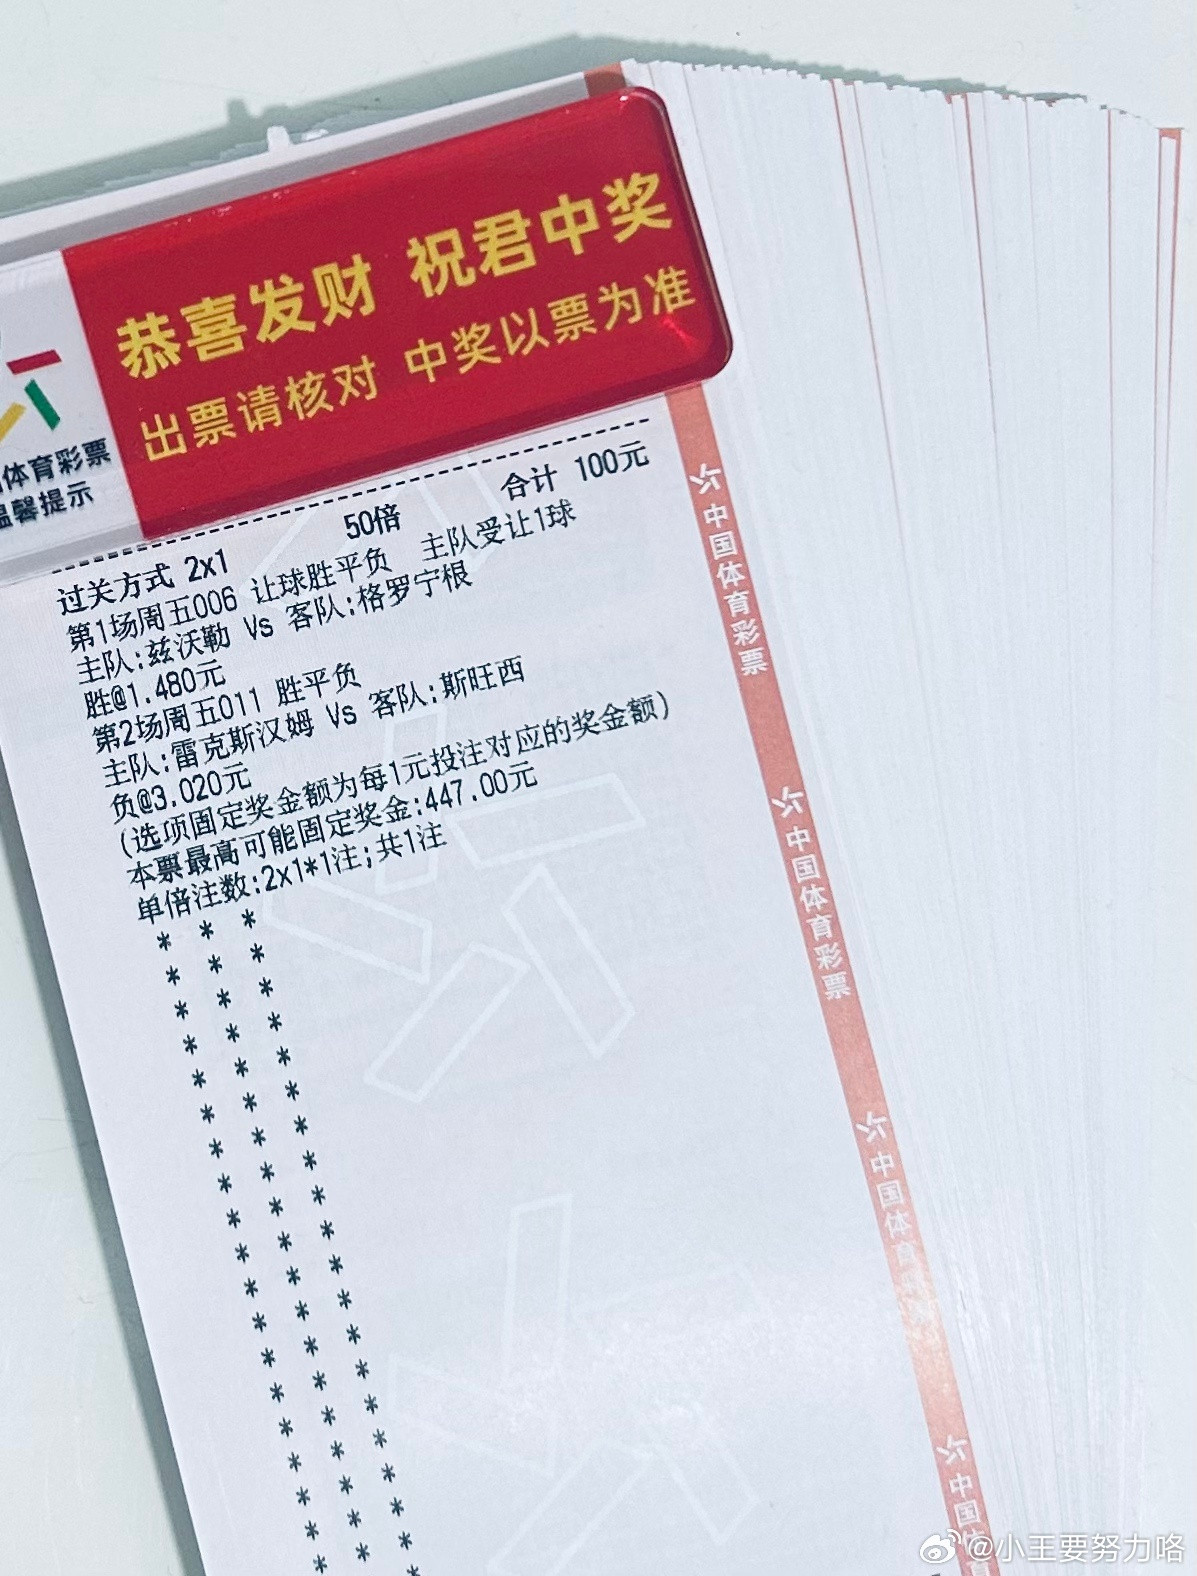 恭喜发财 祝君中奖
出票请核对 中奖以票为准
体育彩票
温馨提示
过关方式 2x1 50倍 合计 100元
第1场周五006 让球胜平负 主队受让1球
主队:兹沃勒 Vs 客队:格罗宁根
胜@1.480元
第2场周五011 胜平负
主队:雷克斯汉姆 Vs 客队:斯旺西
负@3.020元
(选项固定奖金额为每1元投注对应的奖金额)
本票最高可能固定奖金:447.00元
单倍注数:2x1*1注;共1注
中国体育彩票
中国体育彩票
中国体育彩票
中国体育
@小王要努力咯